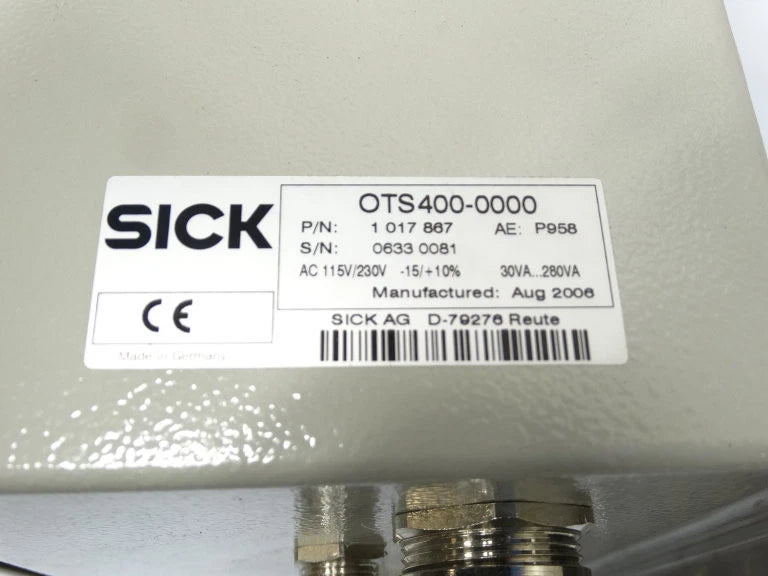 SICK
OTS400-0000
P/N: 1 017 867 AE: P958
S/N: 0633 0081
AC 115V/230V -15/+10% 30VA...280VA
Manufactured: Aug 2006
CE
SICK AG D-79276 Reute
Made in Germany